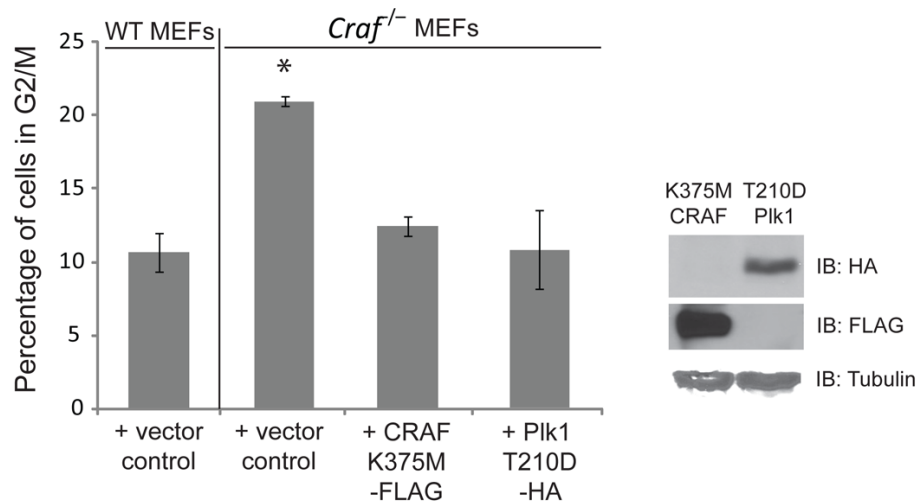 Percentage of cells in G2/M
WT MEFs
Craf⁻/⁻ MEFs
25
20
15
10
5
0
*
+ vector
control
+ vector
control
+ CRAF
K375M
-FLAG
+ Plk1
T210D
-HA
K375M T210D
CRAF Plk1
IB: HA
IB: FLAG
IB: Tubulin